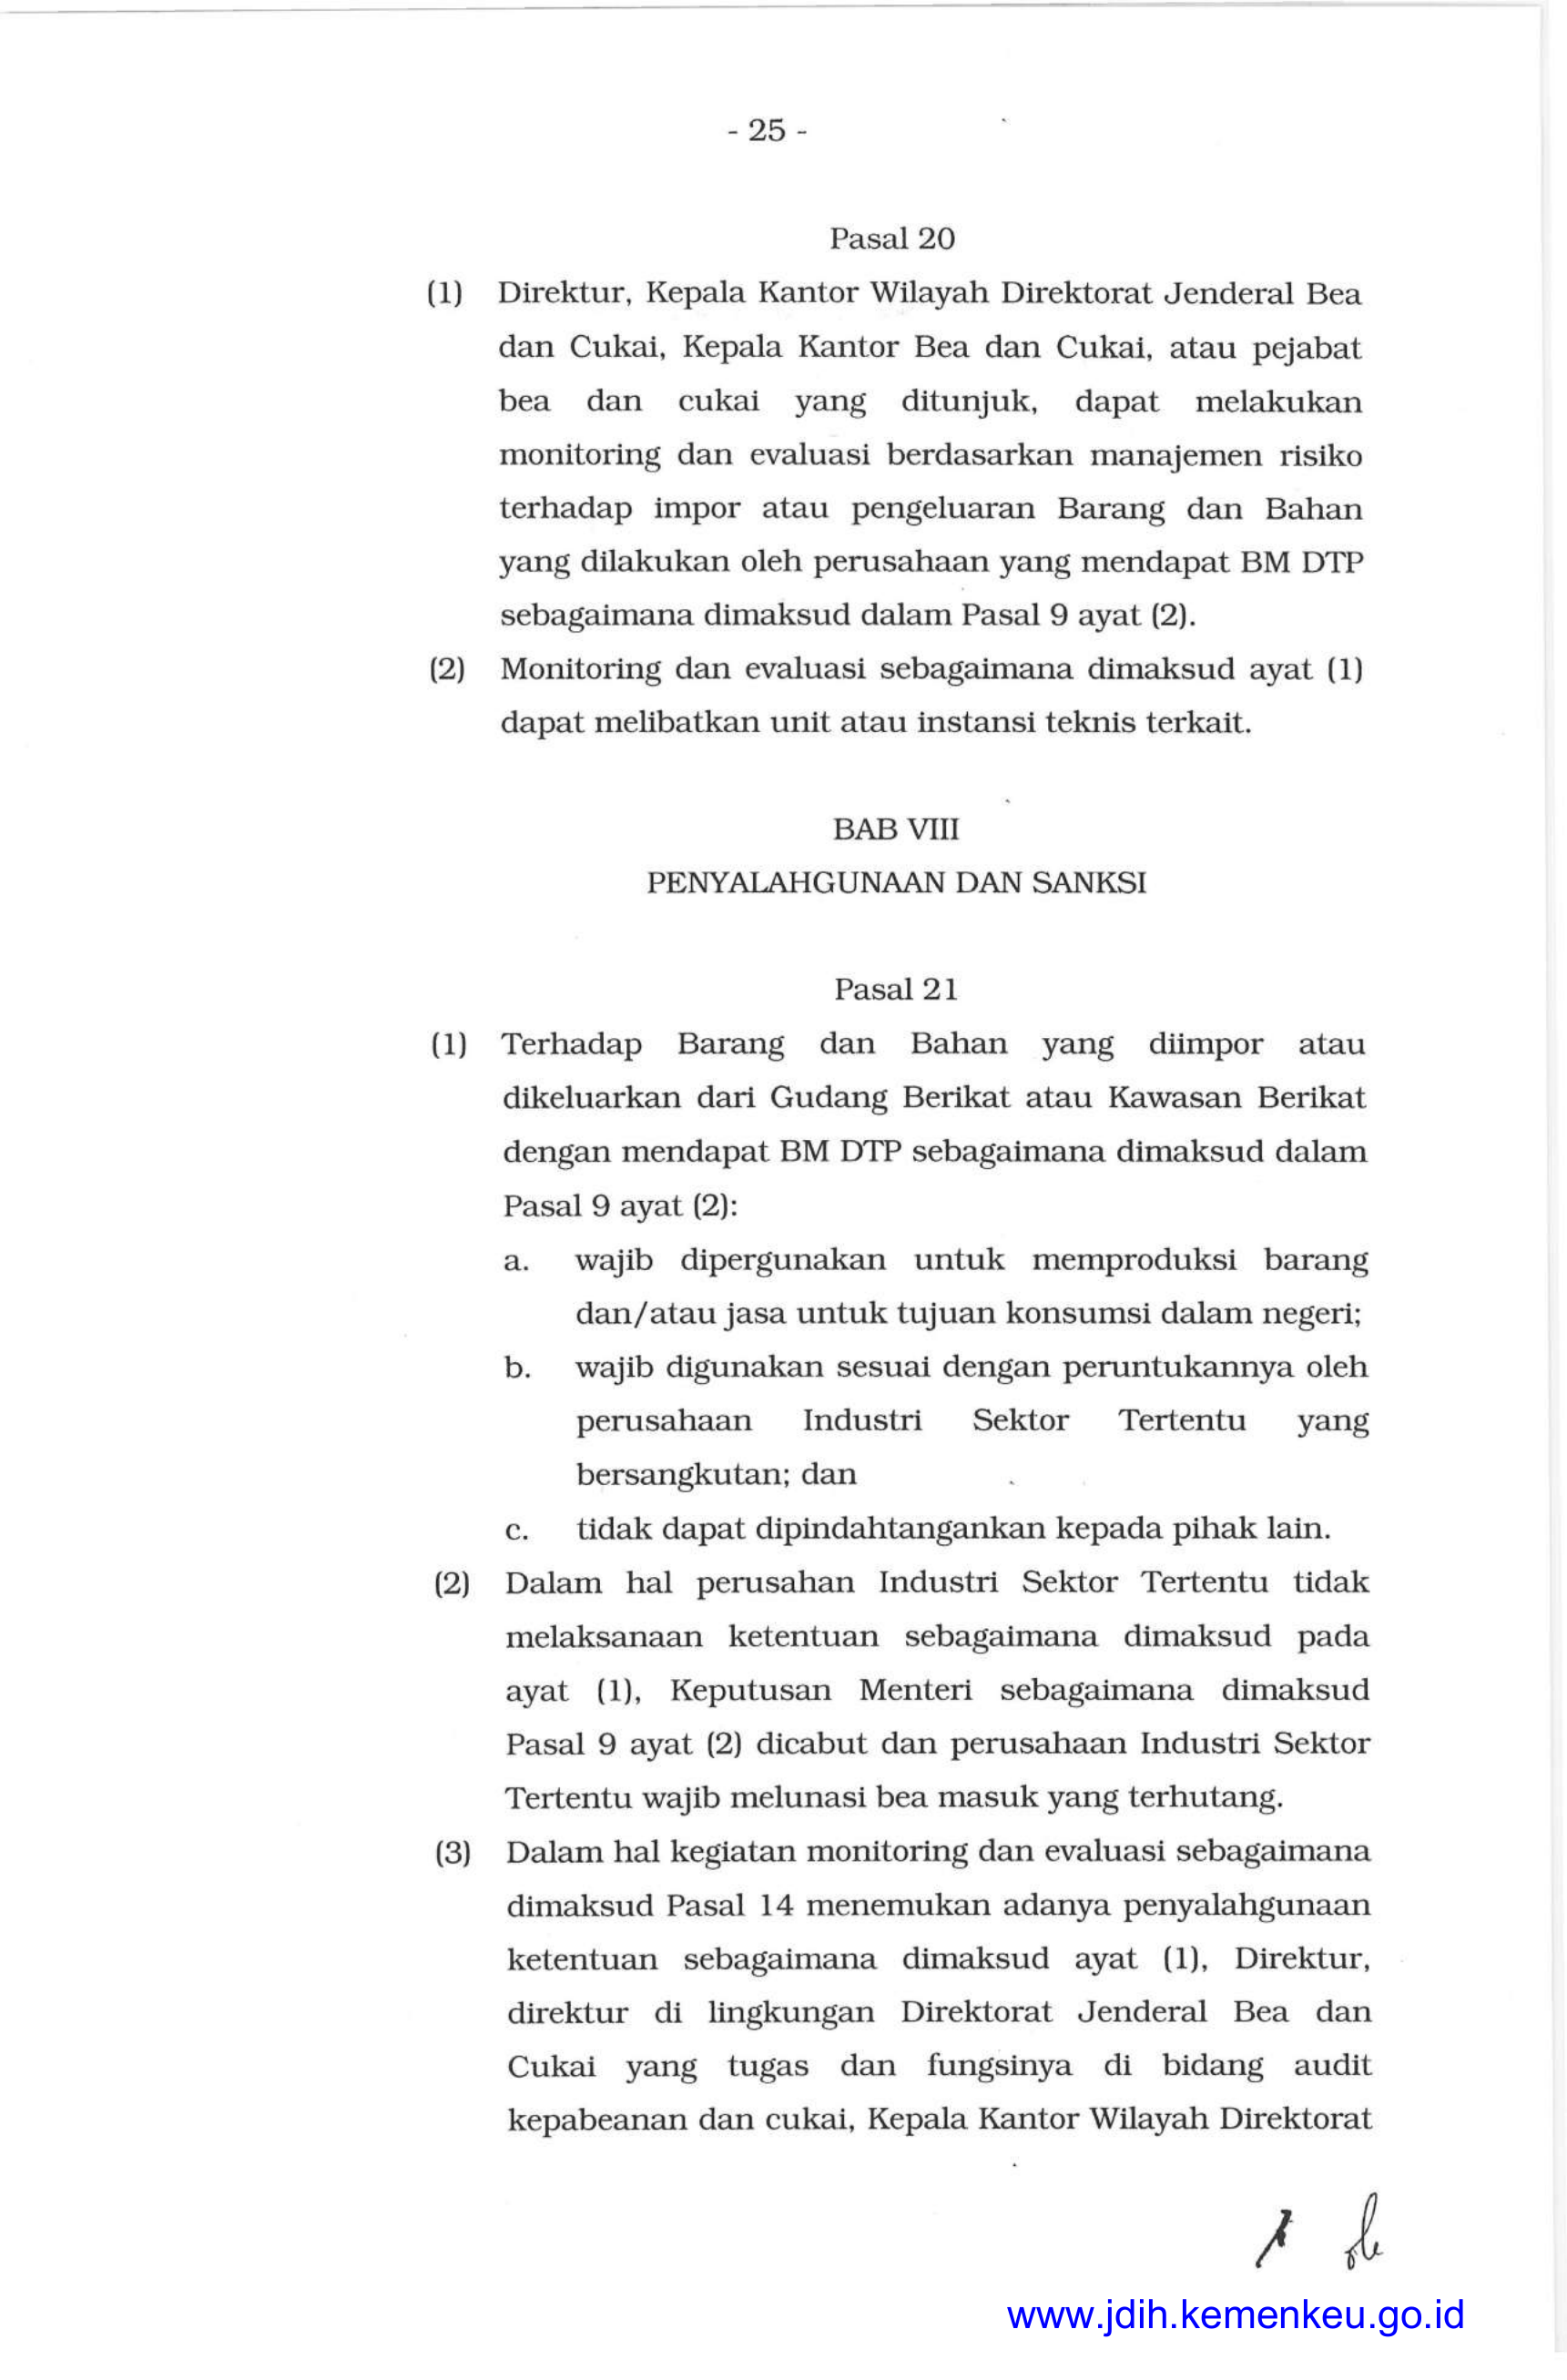 - 25 -
Pasal 20
(1) Direktur, Kepala Kantor Wilayah Direktorat Jenderal Bea
dan Cukai, Kepala Kantor Bea dan Cukai, atau pejabat
bea dan cukai yang ditunjuk, dapat melakukan
monitoring dan evaluasi berdasarkan manajemen risiko
terhadap impor atau pengeluaran Barang dan Bahan
yang dilakukan oleh perusahaan yang mendapat BM DTP
sebagaimana dimaksud dalam Pasal 9 ayat (2).
(2) Monitoring dan evaluasi sebagaimana dimaksud ayat (1)
dapat melibatkan unit atau instansi teknis terkait.
BAB VIII
PENYALAHGUNAAN DAN SANKSI
Pasal 21
(1) Terhadap Barang dan Bahan yang diimpor atau
dikeluarkan dari Gudang Berikat atau Kawasan Berikat
dengan mendapat BM DTP sebagaimana dimaksud dalam
Pasal 9 ayat (2):
a. wajib dipergunakan untuk memproduksi barang
dan/atau jasa untuk tujuan konsumsi dalam negeri;
b. wajib digunakan sesuai dengan peruntukannya oleh
perusahaan Industri Sektor Tertentu yang
bersangkutan; dan
c. tidak dapat dipindahtangankan kepada pihak lain.
(2) Dalam hal perusahan Industri Sektor Tertentu tidak
melaksanaan ketentuan sebagaimana dimaksud pada
ayat (1), Keputusan Menteri sebagaimana dimaksud
Pasal 9 ayat (2) dicabut dan perusahaan Industri Sektor
Tertentu wajib melunasi bea masuk yang terhutang.
(3) Dalam hal kegiatan monitoring dan evaluasi sebagaimana
dimaksud Pasal 14 menemukan adanya penyalahgunaan
ketentuan sebagaimana dimaksud ayat (1), Direktur,
direktur di lingkungan Direktorat Jenderal Bea dan
Cukai yang tugas dan fungsinya di bidang audit
kepabeanan dan cukai, Kepala Kantor Wilayah Direktorat
www.jdih.kemenkeu.go.id